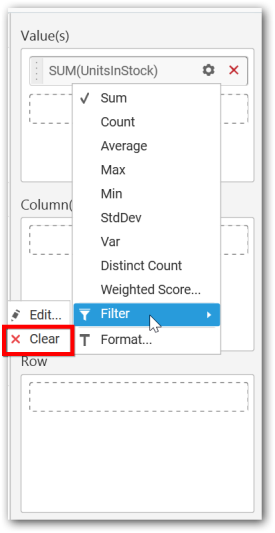 Value(s)
SUM(UnitsInStock)
Sum
Count
Average
Max
Min
StdDev
Var
Distinct Count
Weighted Score...
Filter
Format...
Column(
Edit...
Clear
Row